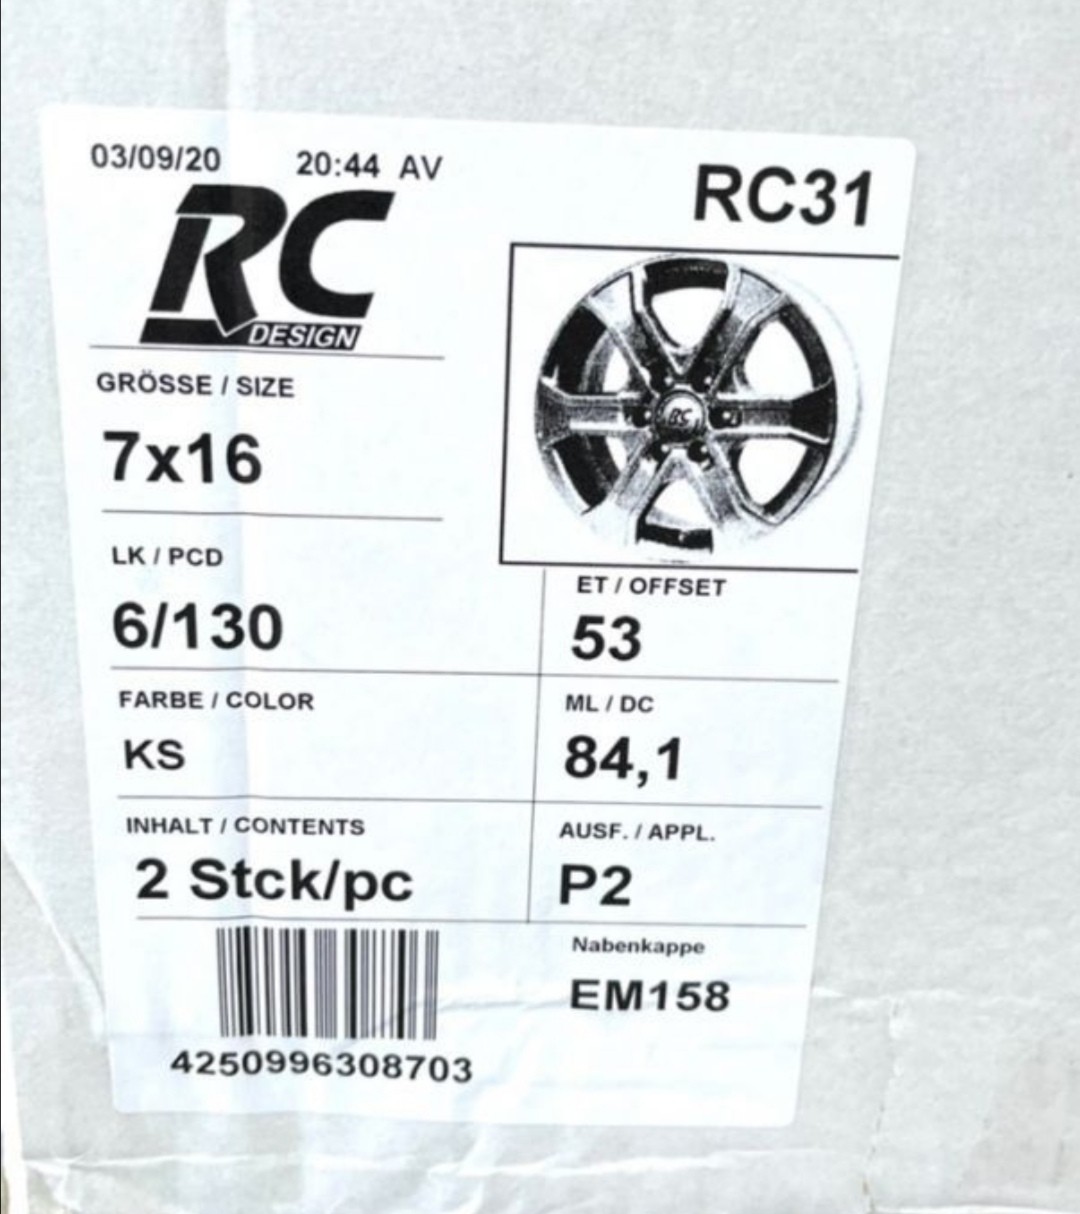 03/09/20 20:44 AV
RC31
RC
DESIGN
GRÖSSE / SIZE
7x16
RC
LK / PCD
6/130
ET / OFFSET
53
FARBE / COLOR
KS
ML / DC
84,1
INHALT / CONTENTS
2 Stck/pc
AUSF. / APPL.
P2
Nabenkappe
EM158
4250996308703